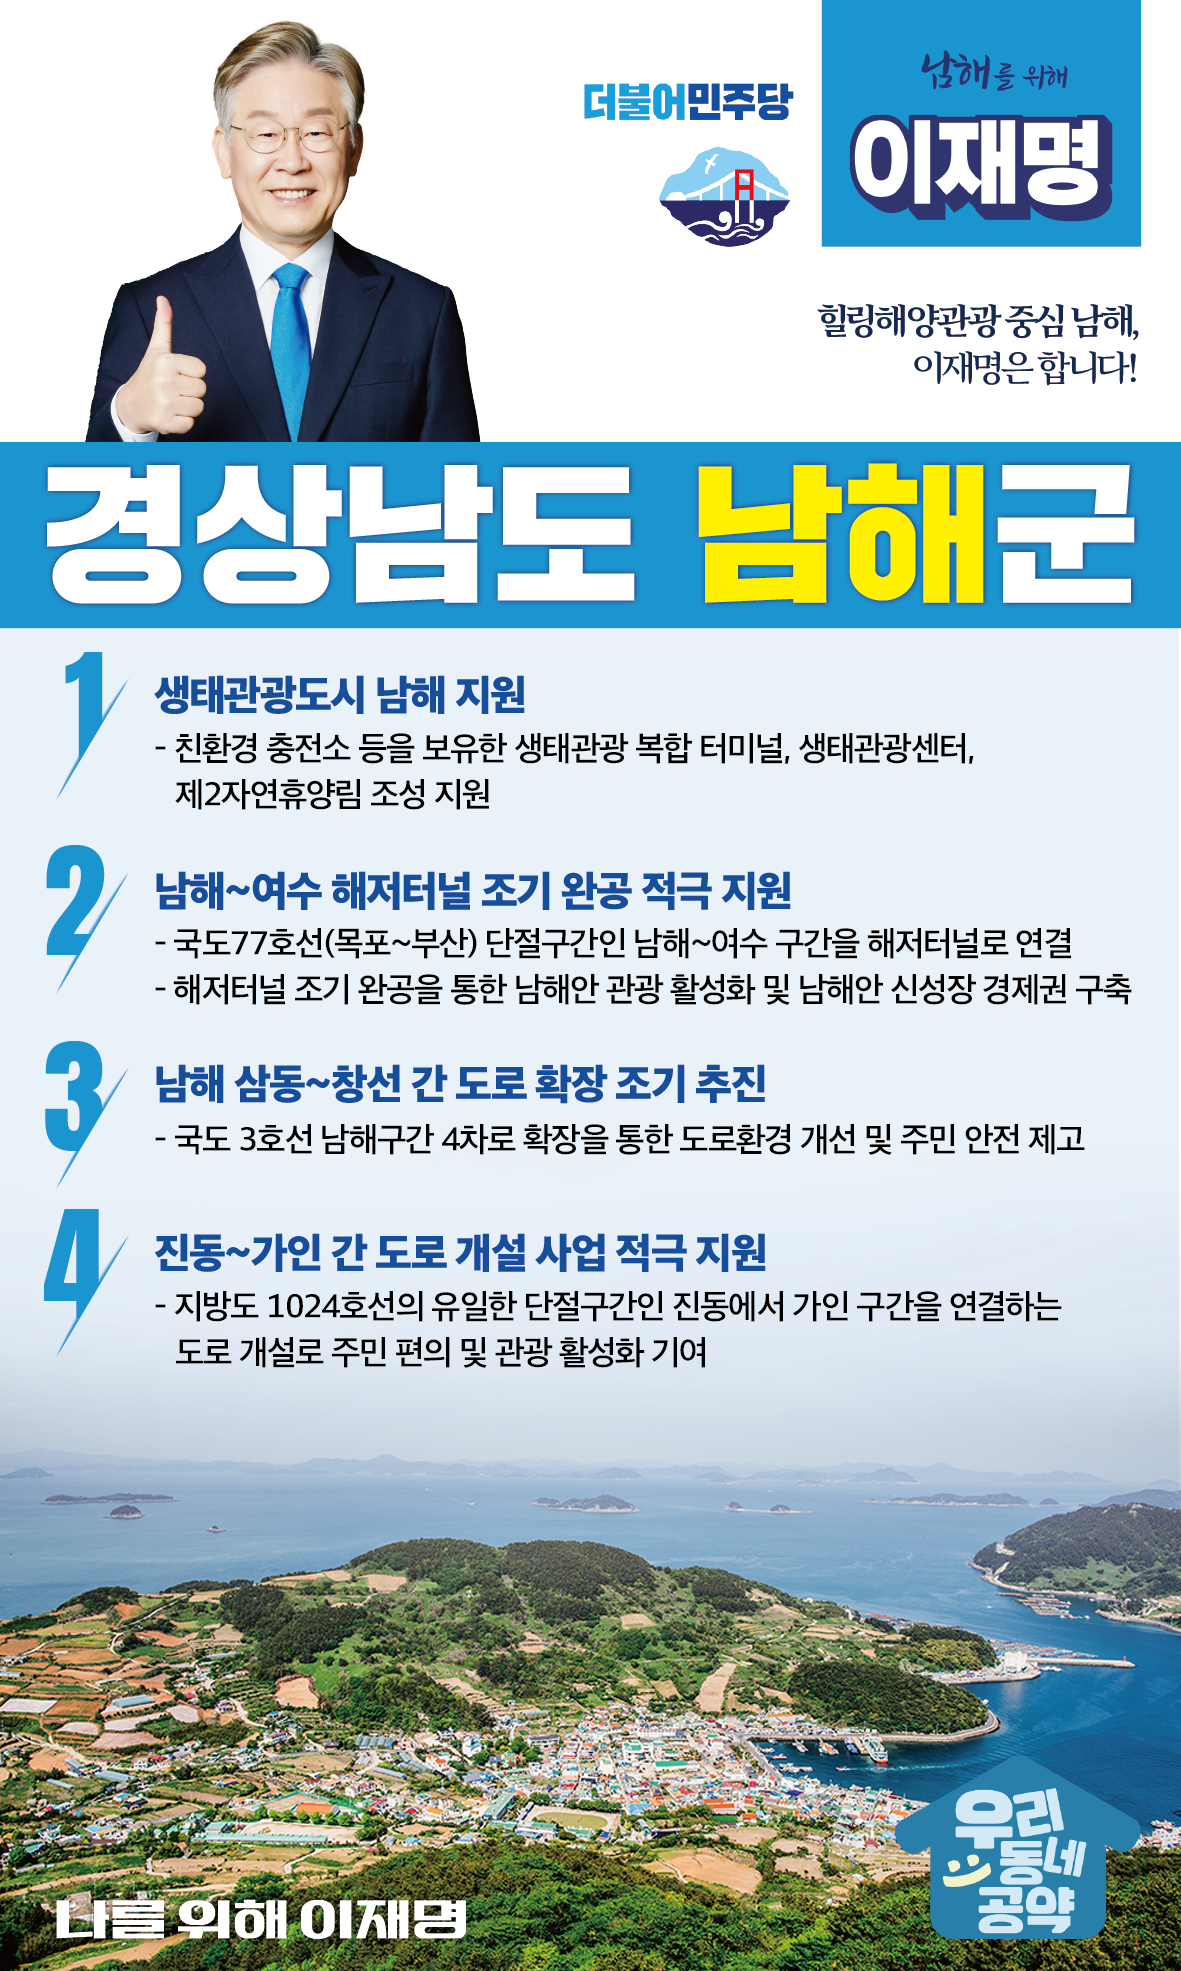 더불어민주당
남해를 위해
이재명
힐링해양관광 중심 남해,
이재명은 합니다!
경상남도 남해군
1
생태관광도시 남해 지원
- 친환경 충전소 등을 보유한 생태관광 복합 터미널, 생태관광센터,
제2자연휴양림 조성 지원
2
남해~여수 해저터널 조기 완공 적극 지원
- 국도77호선(목포~부산) 단절구간인 남해~여수 구간을 해저터널로 연결
- 해저터널 조기 완공을 통한 남해안 관광 활성화 및 남해안 신성장 경제권 구축
3
남해 삼동~창선 간 도로 확장 조기 추진
- 국도 3호선 남해구간 4차로 확장을 통한 도로환경 개선 및 주민 안전 제고
4
진동~가인 간 도로 개설 사업 적극 지원
- 지방도 1024호선의 유일한 단절구간인 진동에서 가인 구간을 연결하는
도로 개설로 주민 편의 및 관광 활성화 기여
우리
동네
공약
나를 위해 이재명